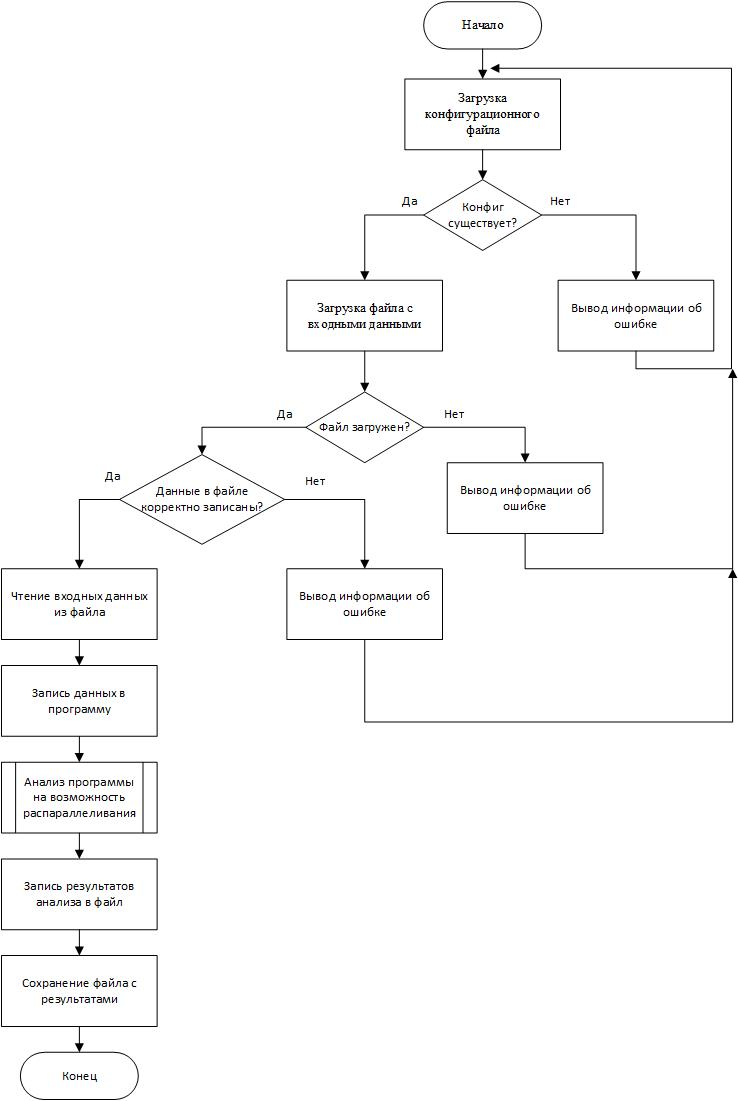 Начало
Загрузка
конфигурационного
файла
Да
Конфиг
существует?
Нет
Загрузка файла с
входными данными
Вывод информации об
ошибке
Да
Файл загружен?
Нет
Вывод информации об
ошибке
Да
Данные в файле
корректно записаны?
Нет
Чтение входных данных
из файла
Вывод информации об
ошибке
Запись данных в
программу
Анализ программы
на возможность
распараллеливания
Запись результатов
анализа в файл
Сохранение файла с
результатами
Конец